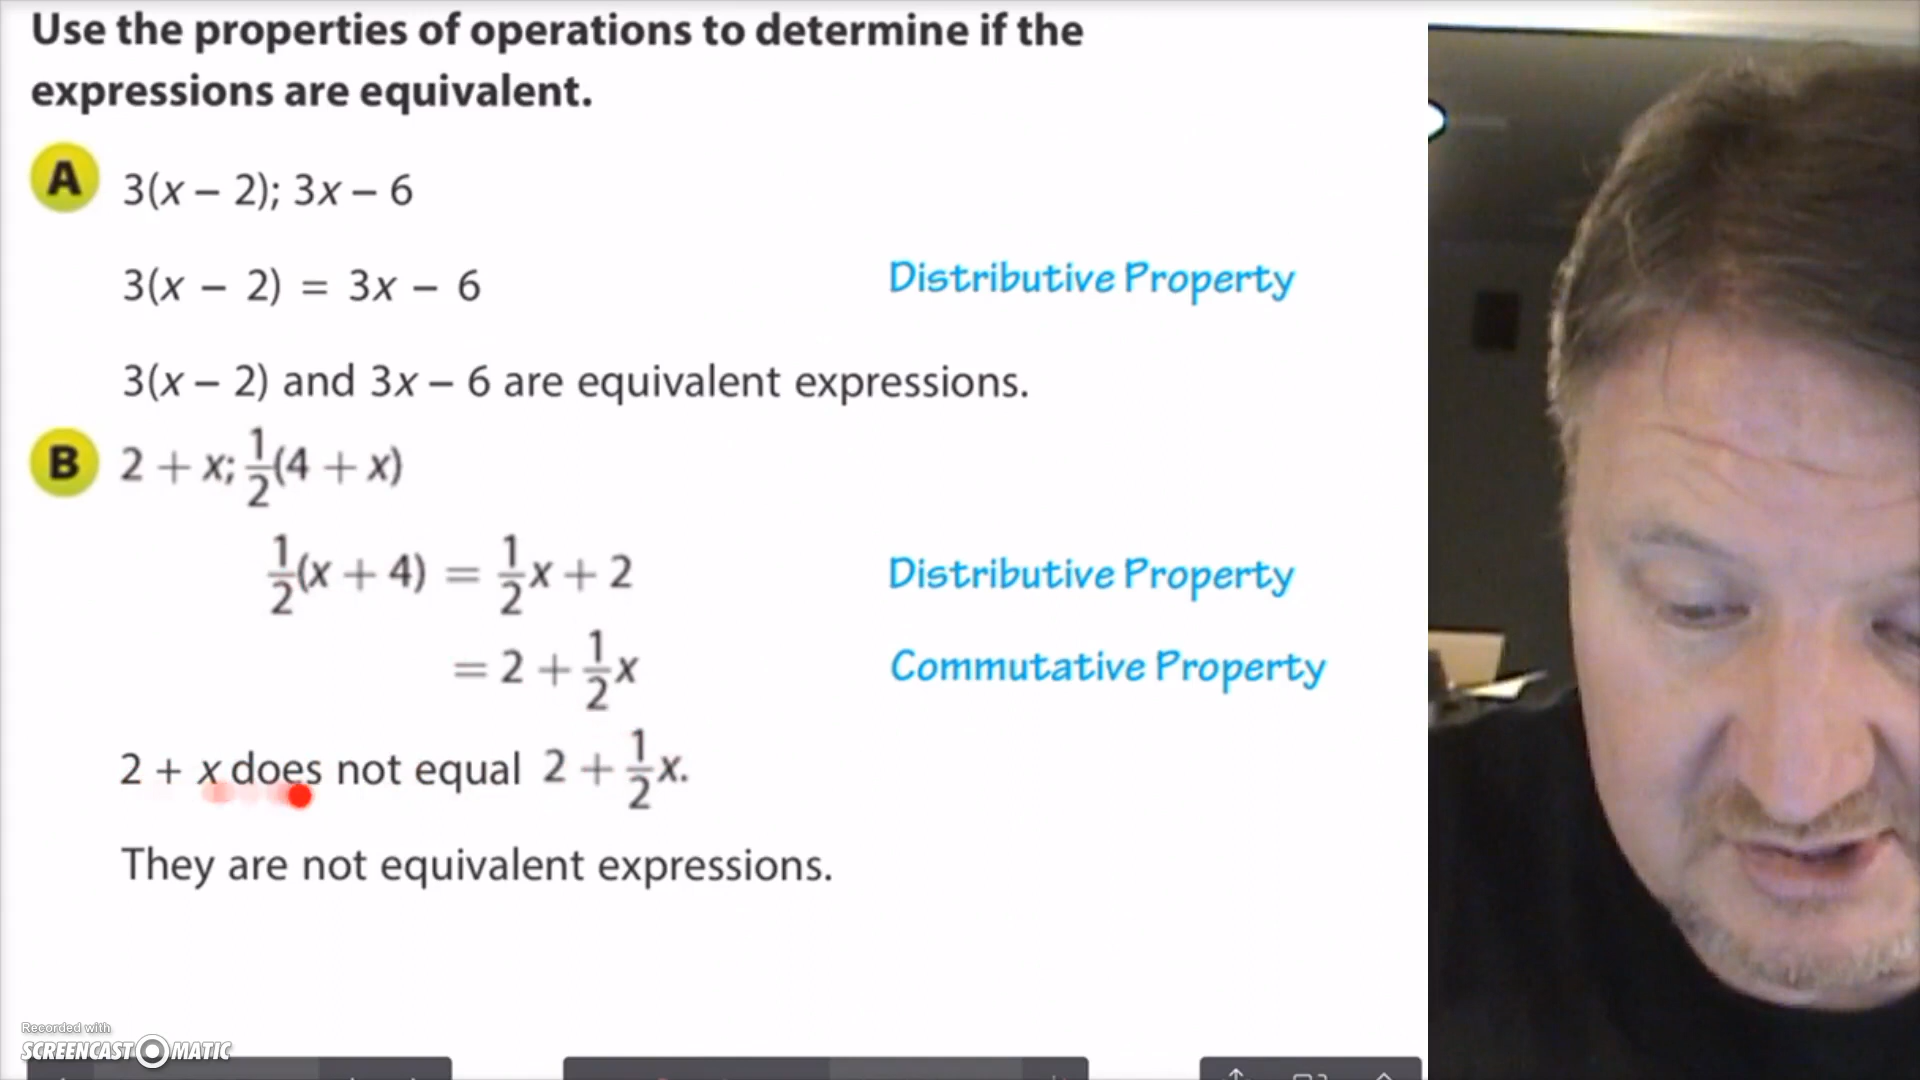 Use the properties of operations to determine if the
expressions are equivalent.
A 3(x − 2); 3x − 6
3(x − 2) = 3x − 6 Distributive Property
3(x − 2) and 3x − 6 are equivalent expressions.
B 2 + x; 1/2(4 + x)
1/2(x + 4) = 1/2x + 2 Distributive Property
= 2 + 1/2x Commutative Property
2 + x does not equal 2 + 1/2x.
They are not equivalent expressions.
Recorded with
SCREENCAST-O-MATIC